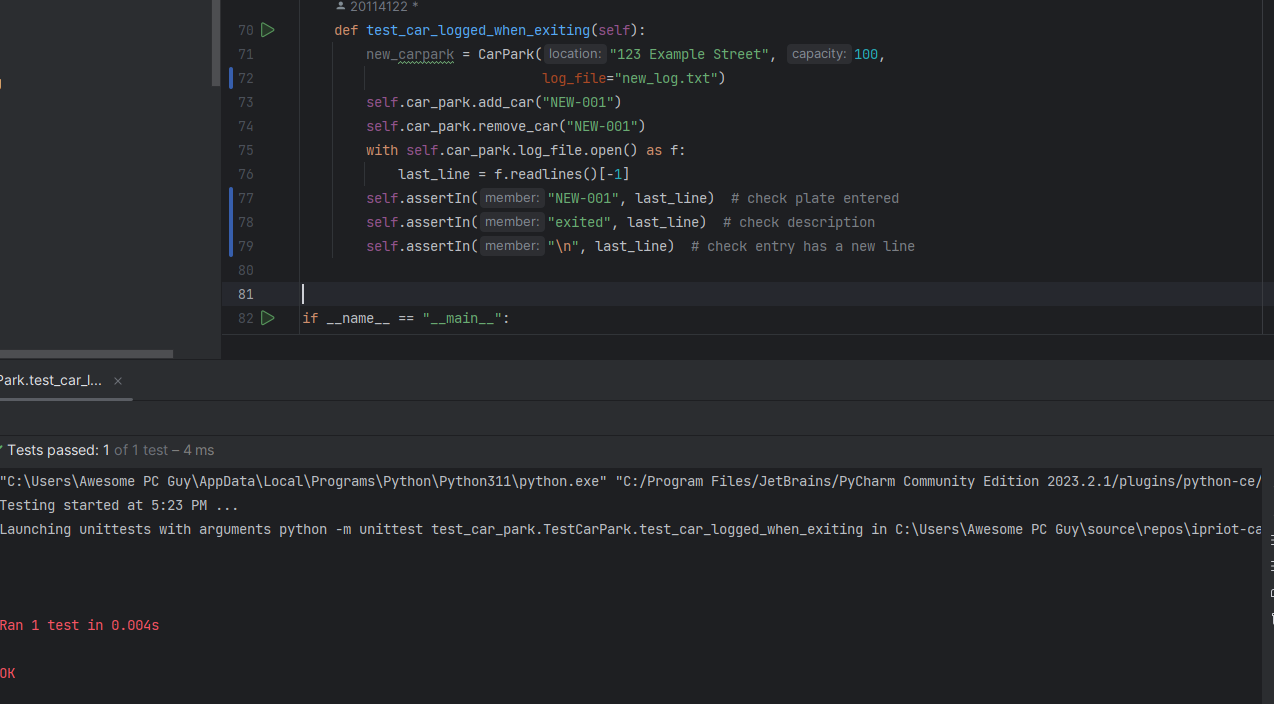 20114122 *
70 def test_car_logged_when_exiting(self):
71 new_carpark = CarPark( location: "123 Example Street", capacity: 100,
72 log_file="new_log.txt")
73 self.car_park.add_car("NEW-001")
74 self.car_park.remove_car("NEW-001")
75 with self.car_park.log_file.open() as f:
76 last_line = f.readlines()[-1]
77 self.assertIn( member: "NEW-001", last_line)  # check plate entered
78 self.assertIn( member: "exited", last_line)  # check description
79 self.assertIn( member: "\n", last_line)  # check entry has a new line
80
81
82 if __name__ == "__main__":
Park.test_car_l... ×
Tests passed: 1 of 1 test – 4 ms
"C:\Users\Awesome PC Guy\AppData\Local\Programs\Python\Python311\python.exe" "C:/Program Files/JetBrains/PyCharm Community Edition 2023.2.1/plugins/python-ce/
Testing started at 5:23 PM ...
Launching unittests with arguments python -m unittest test_car_park.TestCarPark.test_car_logged_when_exiting in C:\Users\Awesome PC Guy\source\repos\ipriot-ca
Ran 1 test in 0.004s
OK